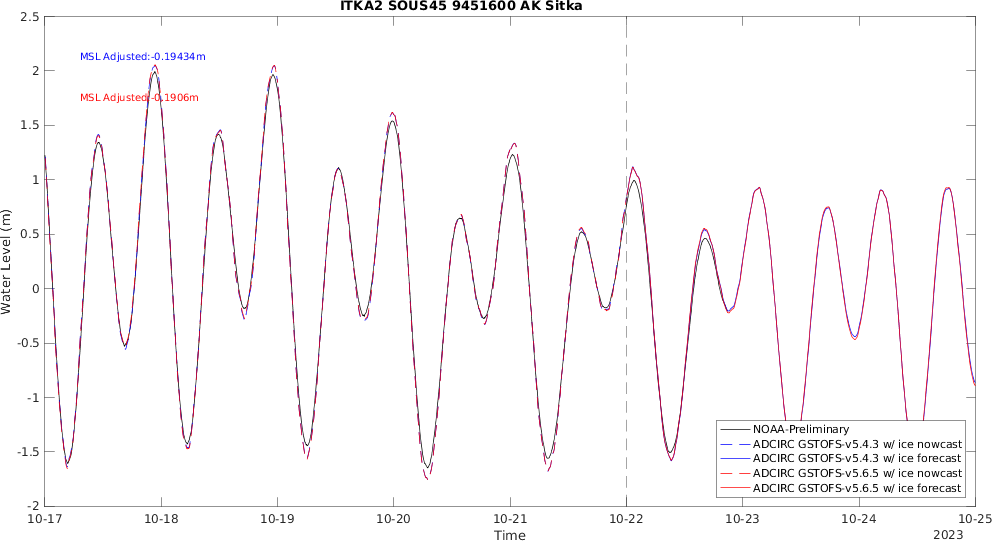 ITKA2 SOUS45 9451600 AK Sitka
2.5
2
1.5
1
0.5
0
-0.5
-1
-1.5
-2
Water Level (m)
MSL Adjusted:-0.19434m
MSL Adjusted:-0.1906m
NOAA-Preliminary
ADCIRC GSTOFS-v5.4.3 w/ ice nowcast
ADCIRC GSTOFS-v5.4.3 w/ ice forecast
ADCIRC GSTOFS-v5.6.5 w/ ice nowcast
ADCIRC GSTOFS-v5.6.5 w/ ice forecast
10-17 10-18 10-19 10-20 10-21 10-22 10-23 10-24 10-25
Time
2023